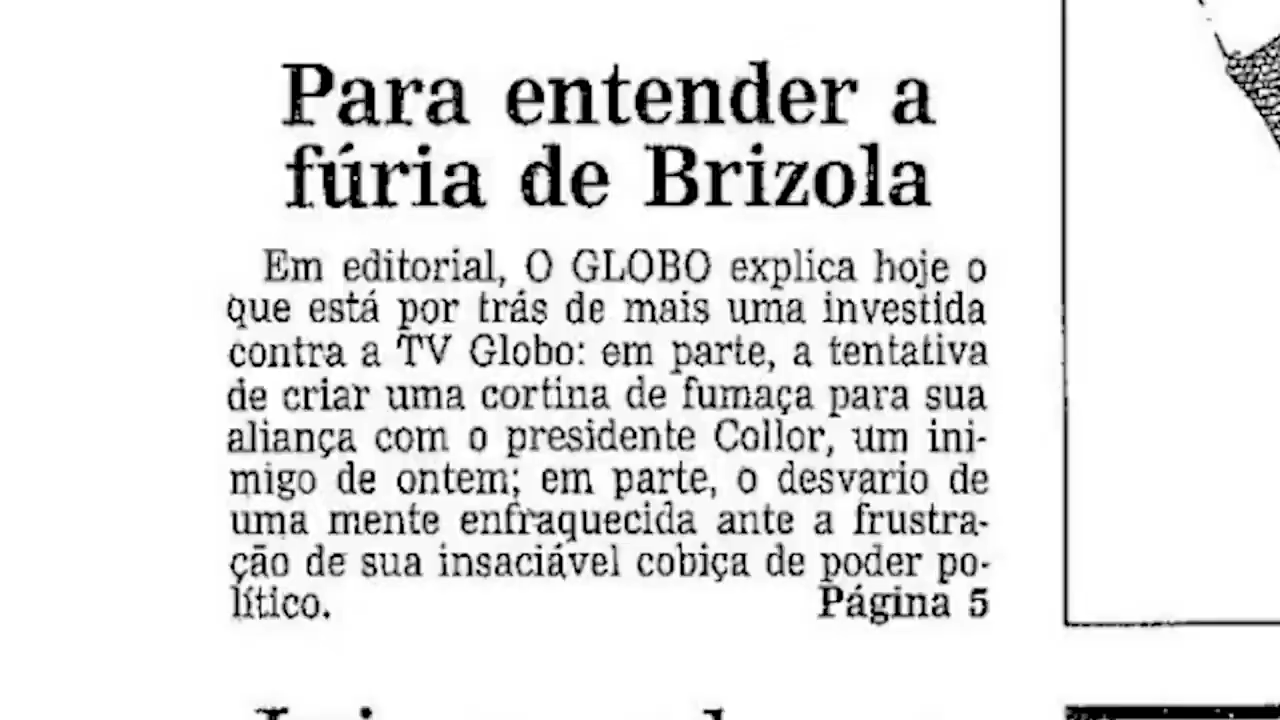 Para entender a
fúria de Brizola
Em editorial, O GLOBO explica hoje o
que está por trás de mais uma investida
contra a TV Globo: em parte, a tentativa
de criar uma cortina de fumaça para sua
aliança com o presidente Collor, um ini-
migo de ontem; em parte, o desvario de
uma mente enfraquecida ante a frustra-
ção de sua insaciável cobiça de poder po-
lítico. Página 5